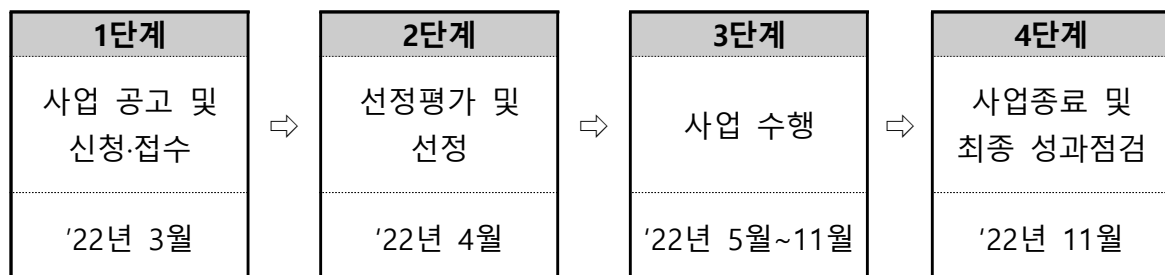 1단계
사업 공고 및
신청·접수
'22년 3월
⇨
2단계
선정평가 및
선정
'22년 4월
⇨
3단계
사업 수행
'22년 5월~11월
⇨
4단계
사업종료 및
최종 성과점검
'22년 11월